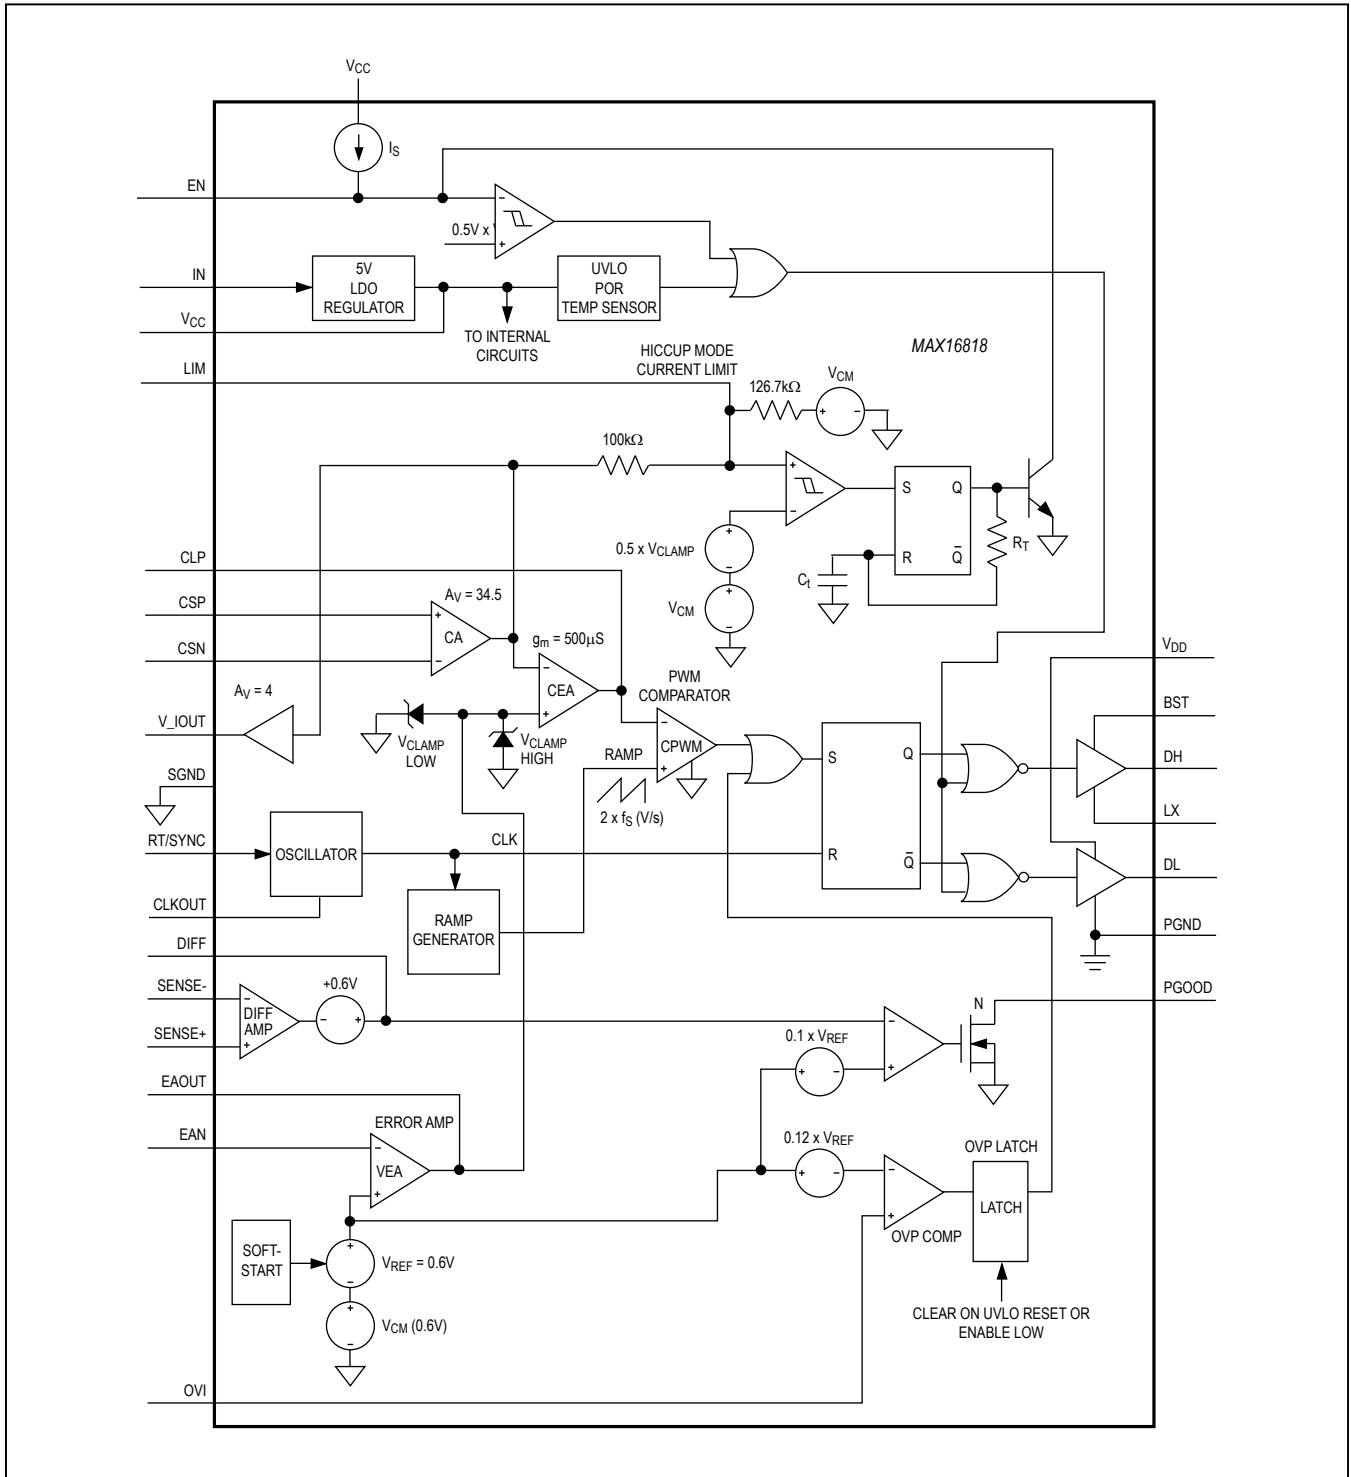 VCC
IS
EN
−
0.5V x
+
IN
5V
LDO
REGULATOR
UVLO
POR
TEMP SENSOR
VCC
TO INTERNAL
CIRCUITS
MAX16818
LIM
HICCUP MODE
CURRENT LIMIT
126.7kΩ
VCM
+ −
100kΩ
+
−
S Q
R Q̅
RT
Ct
0.5 x VCLAMP
+
−
VCM
+
−
CLP
CSP
AV = 34.5
+
CA
−
CSN
gm = 500µS
−
CEA
+
PWM
COMPARATOR
−
CPWM
+
VDD
BST
DH
LX
DL
PGND
AV = 4
V_IOUT
VCLAMP
LOW
VCLAMP
HIGH
RAMP
2 x fS (V/s)
S Q
R Q̅
SGND
RT/SYNC
OSCILLATOR
CLK
CLKOUT
RAMP
GENERATOR
DIFF
SENSE-
−
DIFF
AMP
+
+0.6V
− +
SENSE+
PGOOD
N
−
+
0.1 x VREF
+ −
EAOUT
EAN
ERROR AMP
−
VEA
+
0.12 x VREF
+ −
−
+
OVP COMP
OVP LATCH
LATCH
CLEAR ON UVLO RESET OR
ENABLE LOW
SOFT-
START
+
−
VREF = 0.6V
+
−
VCM (0.6V)
OVI